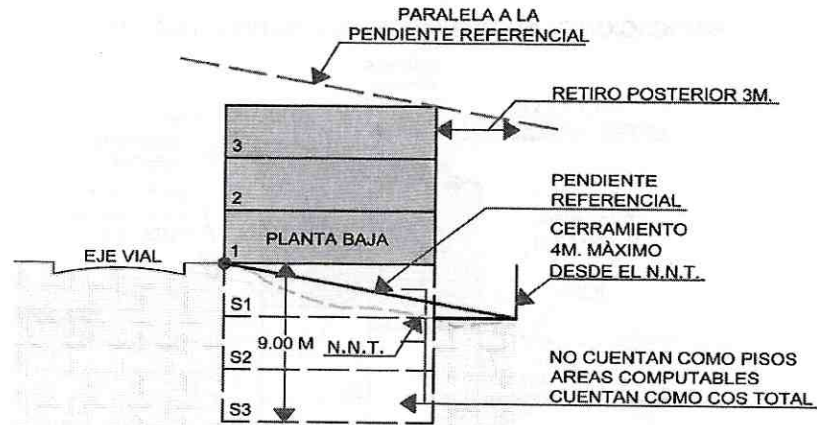 PARALELA A LA
PENDIENTE REFERENCIAL
RETIRO POSTERIOR 3M.
3
2
PENDIENTE
REFERENCIAL
1
PLANTA BAJA
CERRAMIENTO
4M. MÀXIMO
DESDE EL N.N.T.
EJE VIAL
S1
9.00 M
N.N.T.
S2
NO CUENTAN COMO PISOS
AREAS COMPUTABLES
CUENTAN COMO COS TOTAL
S3